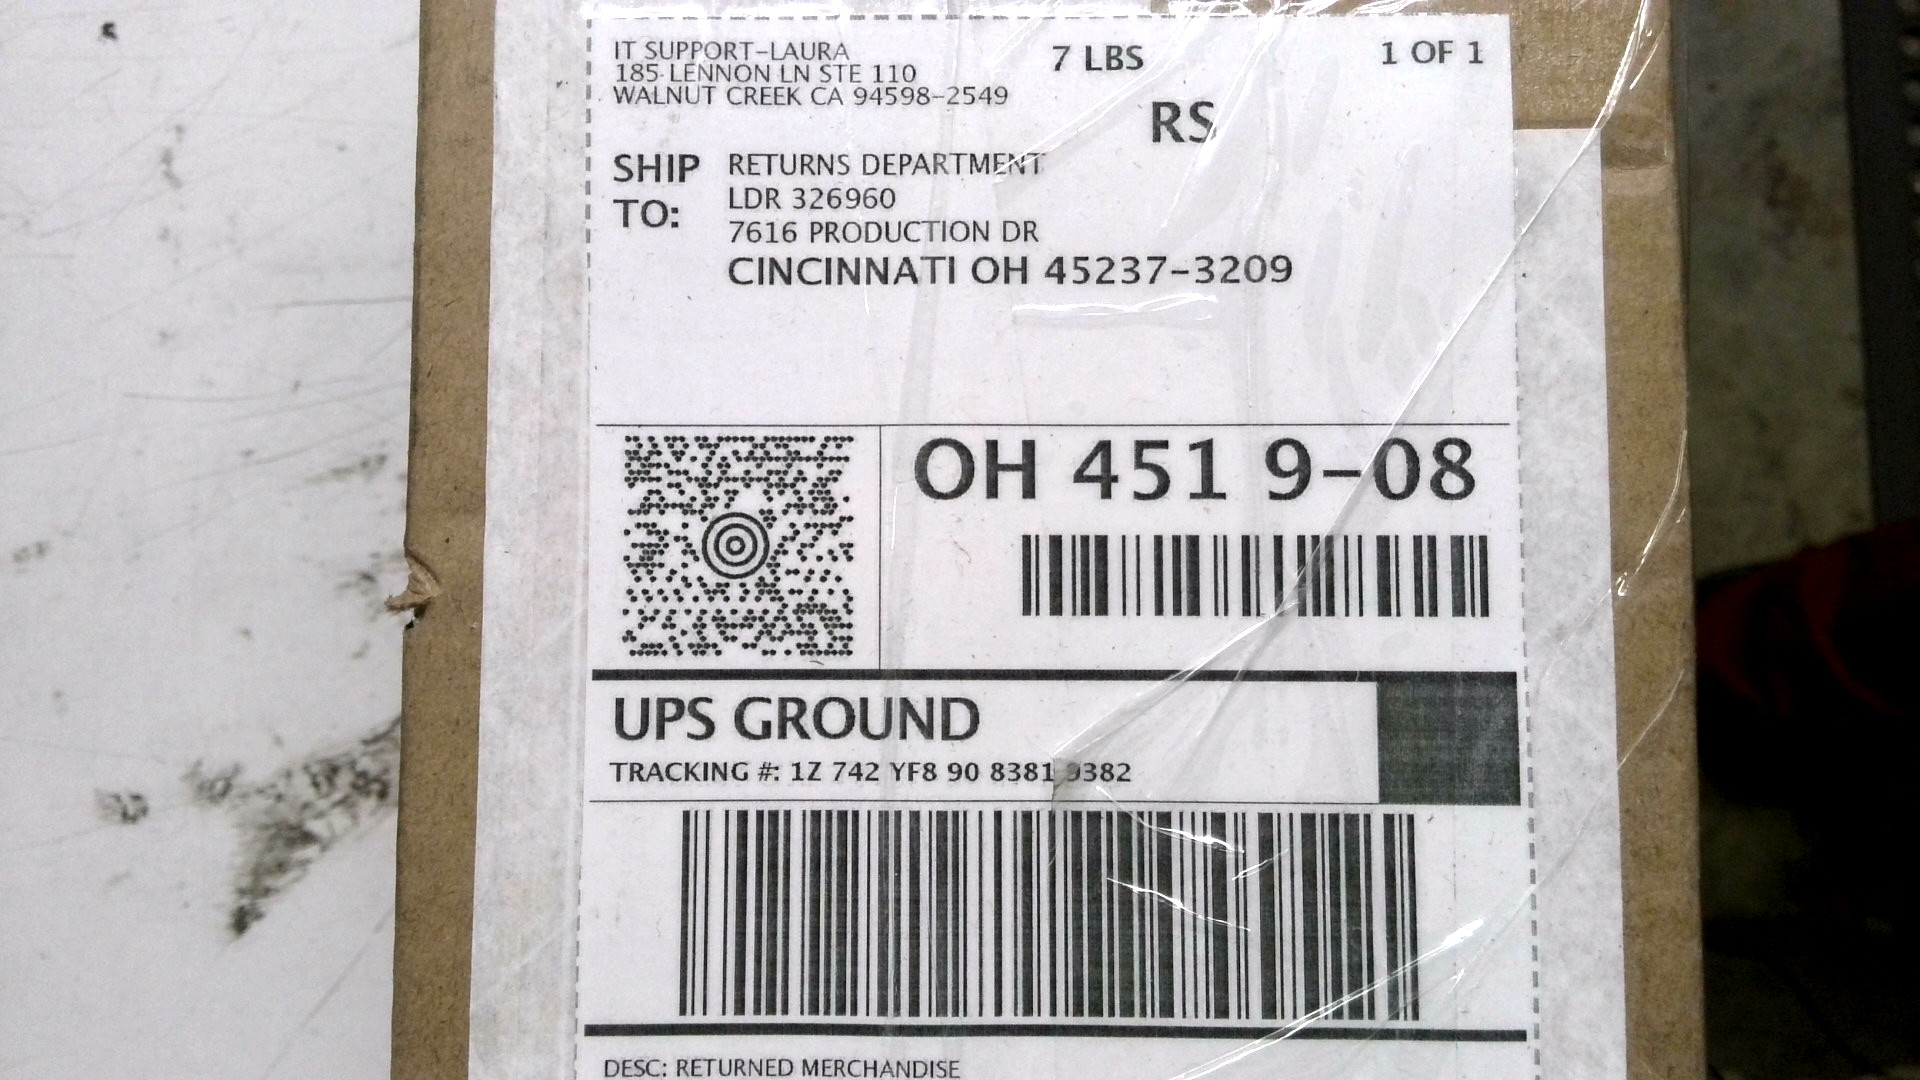 IT SUPPORT-LAURA
185 LENNON LN STE 110
WALNUT CREEK CA 94598-2549
7 LBS
1 OF 1
RS
SHIP TO:
RETURNS DEPARTMENT
LDR 326960
7616 PRODUCTION DR
CINCINNATI OH 45237-3209
OH 451 9-08
UPS GROUND
TRACKING #: 1Z 742 YF8 90 8381 9382
DESC: RETURNED MERCHANDISE